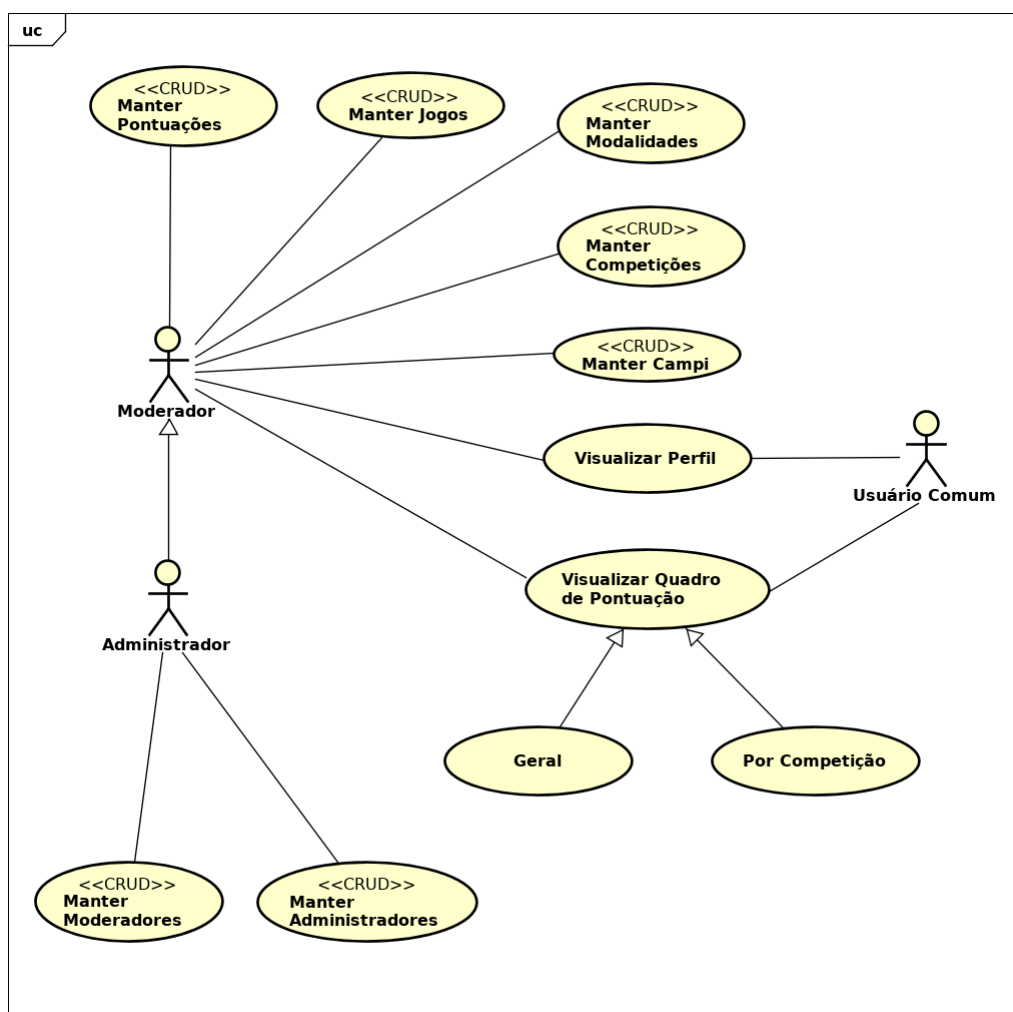 uc
<<CRUD>>
Manter
Pontuações
<<CRUD>>
Manter Jogos
<<CRUD>>
Manter
Modalidades
<<CRUD>>
Manter
Competições
<<CRUD>>
Manter Campi
Moderador
Visualizar Perfil
Usuário Comum
Visualizar Quadro
de Pontuação
Administrador
Geral
Por Competição
<<CRUD>>
Manter
Moderadores
<<CRUD>>
Manter
Administradores